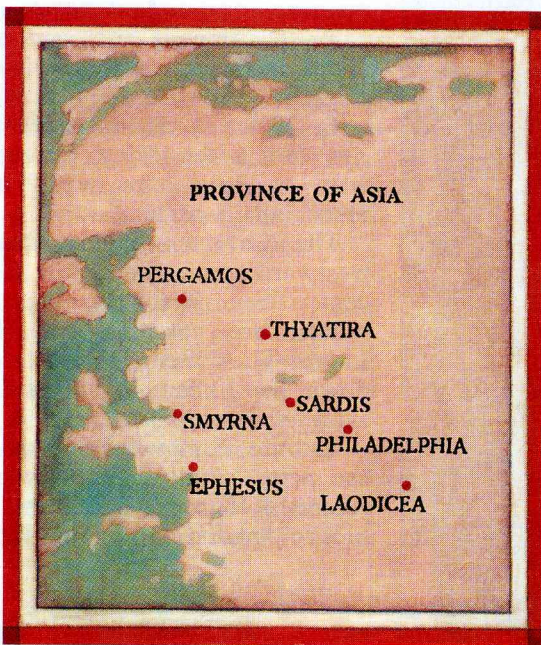 PROVINCE OF ASIA
PERGAMOS
THYATIRA
SARDIS
SMYRNA
PHILADELPHIA
EPHESUS
LAODICEA